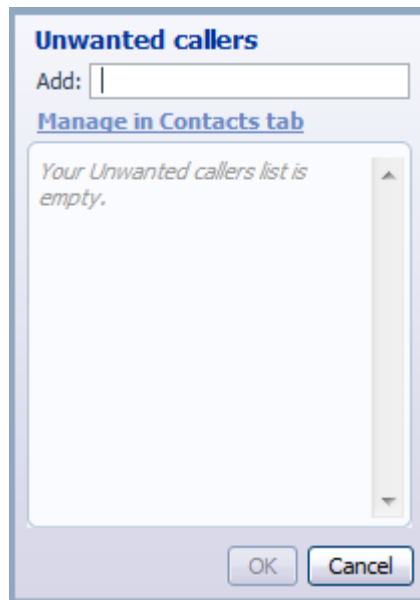 Unwanted callers
Add:
Manage in Contacts tab
Your Unwanted callers list is
empty.
OK
Cancel